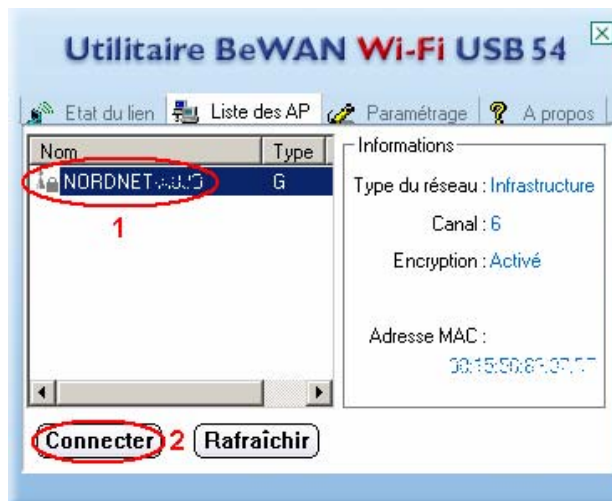 Utilitaire BeWAN Wi-Fi USB 54
Etat du lien Liste des AP Paramétrage A propos
Nom Type
NORDNET G
1
Informations
Type du réseau : Infrastructure
Canal : 6
Encryption : Activé
Adresse MAC :
Connecter 2 Rafraîchir